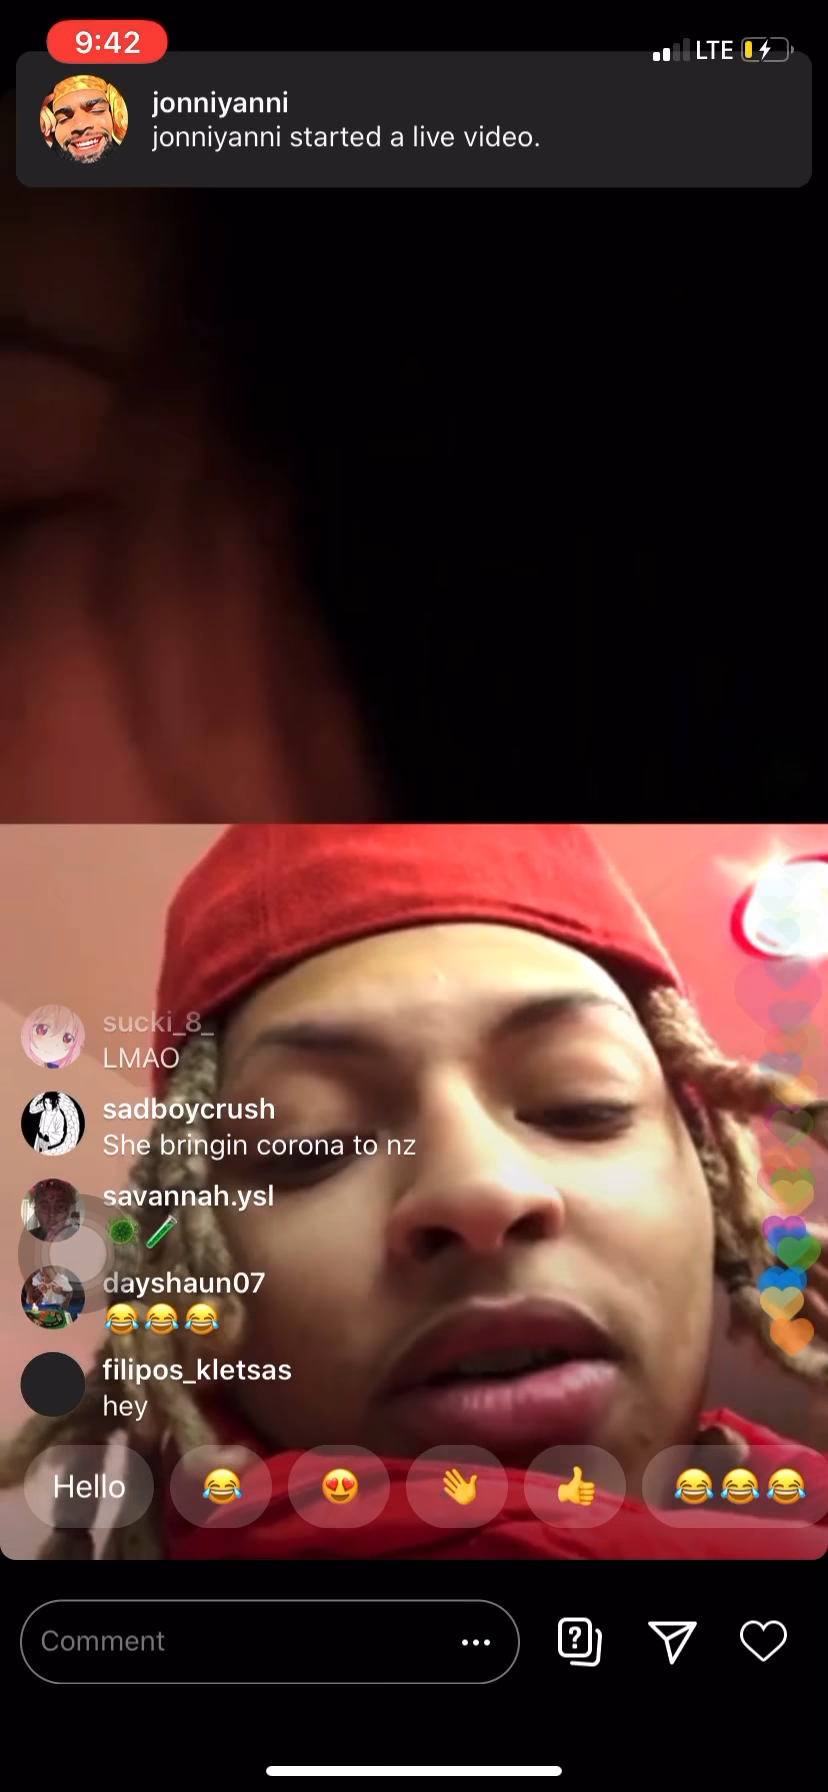 9:42
LTE
jonniyanni
jonniyanni started a live video.
sucki_8_
LMAO
sadboycrush
She bringin corona to nz
savannah.ysl
🦠 🧪
dayshaun07
😂😂😂
filipos_kletsas
hey
Hello 😂 😍 👋 👍 😂😂😂
Comment